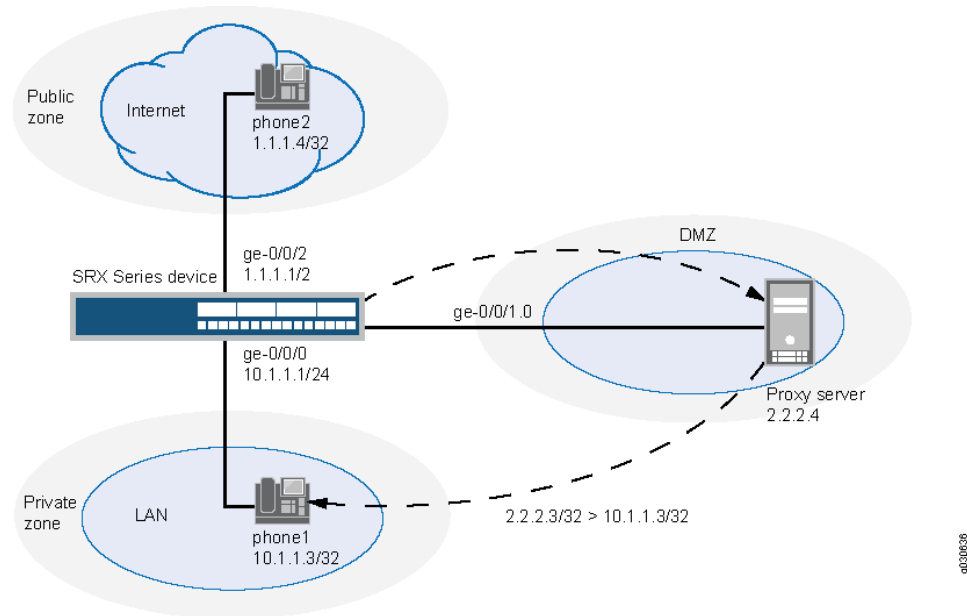 Public
zone
Internet
phone2
1.1.1.4/32
ge-0/0/2
1.1.1.1/2
SRX Series device
DMZ
ge-0/0/1.0
ge-0/0/0
10.1.1.1/24
Proxy server
2.2.2.4
Private
zone
LAN
phone1
10.1.1.3/32
2.2.2.3/32 > 10.1.1.3/32
g030636